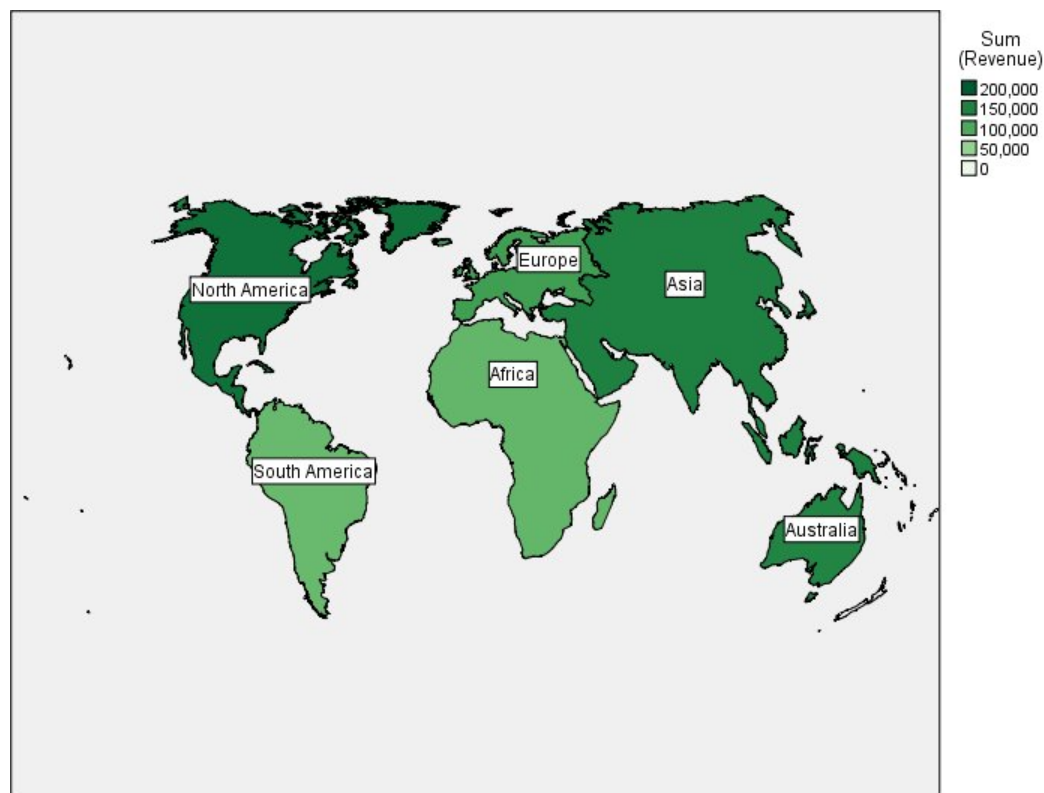 Sum
(Revenue)
200,000
150,000
100,000
50,000
0
Europe
North America
Asia
Africa
South America
Australia